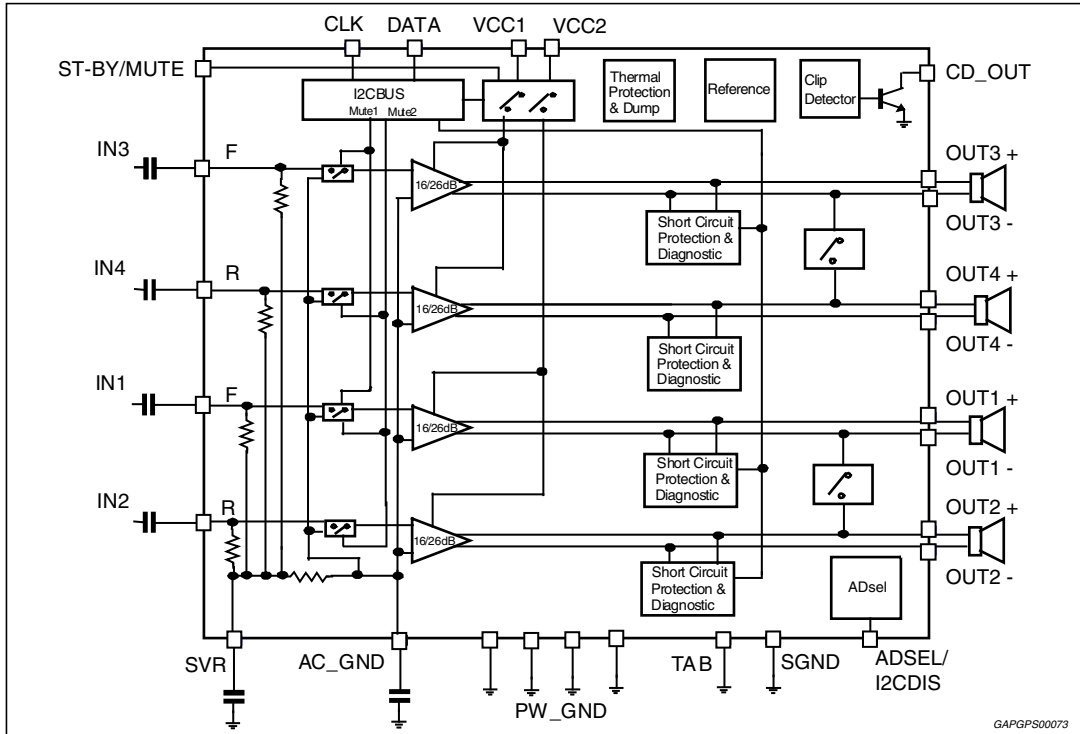 CLK
DATA
VCC1
VCC2
ST-BY/MUTE
CD_OUT
I2CBUS
Mute1 Mute2
Thermal
Protection
& Dump
Reference
Clip
Detector
IN3
F
16/26dB
OUT3 +
OUT3 -
Short Circuit
Protection &
Diagnostic
IN4
R
16/26dB
OUT4 +
OUT4 -
Short Circuit
Protection &
Diagnostic
IN1
F
16/26dB
OUT1 +
OUT1 -
Short Circuit
Protection &
Diagnostic
IN2
R
16/26dB
OUT2 +
OUT2 -
Short Circuit
Protection &
Diagnostic
ADsel
SVR
AC_GND
PW_GND
TAB
SGND
ADSEL/
I2CDIS
GAPGPS00073